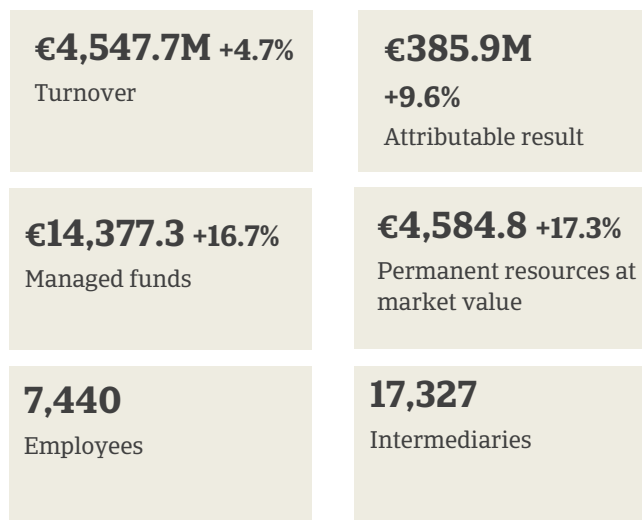 €4,547.7M +4.7%
Turnover
€385.9M
+9.6%
Attributable result
€14,377.3 +16.7%
Managed funds
€4,584.8 +17.3%
Permanent resources at
market value
7,440
Employees
17,327
Intermediaries